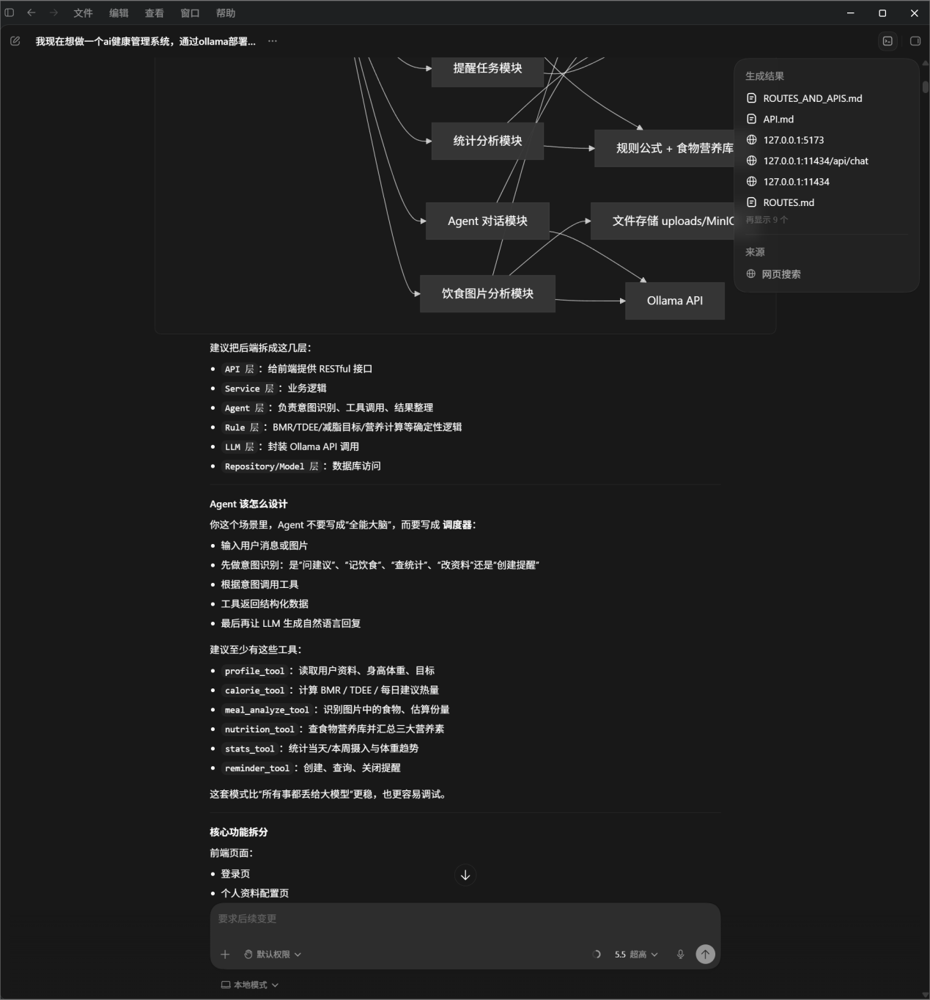 文件 编辑 查看 窗口 帮助
我现在想做一个ai健康管理系统，通过ollama部署... ···
提醒任务模块
统计分析模块
规则公式 + 食物营养库
Agent 对话模块
文件存储 uploads/MinIO
饮食图片分析模块
Ollama API
生成结果
ROUTES_AND_APIS.md
API.md
127.0.0.1:5173
127.0.0.1:11434/api/chat
127.0.0.1:11434
ROUTES.md
再显示 9 个
来源
网页搜索
建议把后端拆成这几层：
• API 层：给前端提供 RESTful 接口
• Service 层：业务逻辑
• Agent 层：负责意图识别、工具调用、结果整理
• Rule 层：BMR/TDEE/减脂目标/营养计算等确定性逻辑
• LLM 层：封装 Ollama API 调用
• Repository/Model 层：数据库访问
Agent 该怎么设计
你这个场景里，Agent 不要写成“全能大脑”，而要写成 调度器：
• 输入用户消息或图片
• 先做意图识别：是“问建议”、“记饮食”、“查统计”、“改资料”还是“创建提醒”
• 根据意图调用工具
• 工具返回结构化数据
• 最后再让 LLM 生成自然语言回复
建议至少有这些工具：
• profile_tool：读取用户资料、身高体重、目标
• calorie_tool：计算 BMR / TDEE / 每日建议热量
• meal_analyze_tool：识别图片中的食物、估算份量
• nutrition_tool：查食物营养库并汇总三大营养素
• stats_tool：统计当天/本周摄入与体重趋势
• reminder_tool：创建、查询、关闭提醒
这套模式比“所有事都丢给大模型”更稳，也更容易调试。
核心功能拆分
前端页面：
• 登录页
• 个人资料配置页
要求后续变更
默认权限
5.5 超高
本地模式